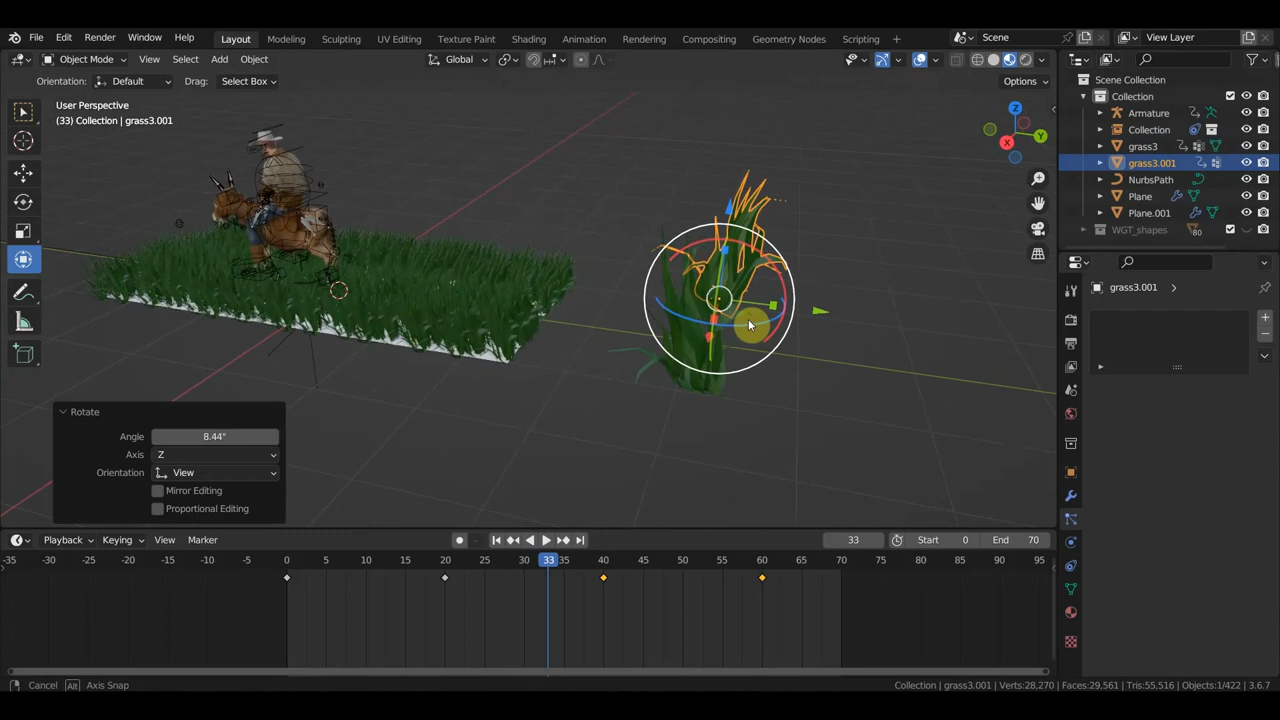 File Edit Render Window Help Layout Modeling Sculpting UV Editing Texture Paint Shading Animation Rendering Compositing Geometry Nodes Scripting + Scene View Layer
Object Mode View Select Add Object Global Options
Orientation: Default Drag: Select Box
User Perspective
(33) Collection | grass3.001
X Y Z
Scene Collection
Collection
Armature
Collection
grass3
grass3.001
NurbsPath
Plane
Plane.001
WGT_shapes 80
grass3.001
Rotate
Angle 8.44°
Axis Z
Orientation View
Mirror Editing
Proportional Editing
Playback Keying View Marker 33 Start 0 End 70
-35 -30 -25 -20 -15 -10 -5 0 5 10 15 20 25 30 33 35 40 45 50 55 60 65 70 75 80 85 90 95
Cancel Alt Axis Snap Collection | grass3.001 | Verts:28,270 | Faces:29,561 | Tris:55,516 | Objects:1/422 | 3.6.7